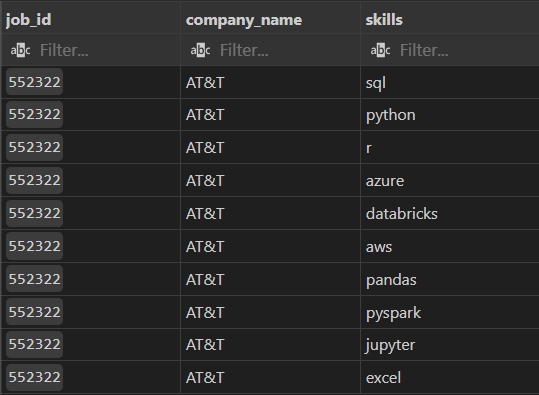 job_id company_name skills
abc Filter... abc Filter... abc Filter...
552322 AT&T sql
552322 AT&T python
552322 AT&T r
552322 AT&T azure
552322 AT&T databricks
552322 AT&T aws
552322 AT&T pandas
552322 AT&T pyspark
552322 AT&T jupyter
552322 AT&T excel